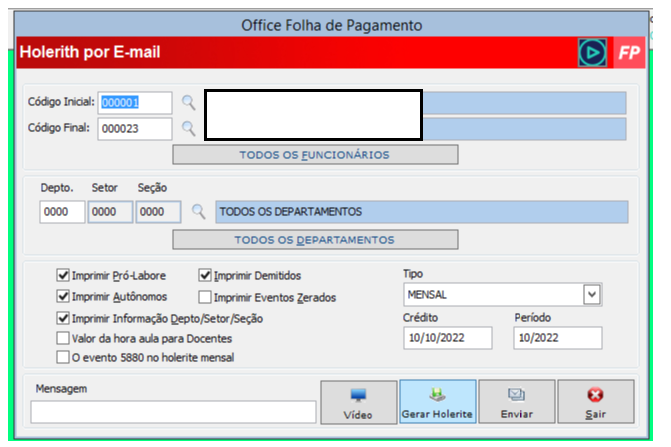 Office Folha de Pagamento
Holerith por E-mail
FP
Código Inicial: 000001
Código Final: 000023
TODOS OS FUNCIONÁRIOS
Depto. Setor Seção
0000 0000 0000 TODOS OS DEPARTAMENTOS
TODOS OS DEPARTAMENTOS
Imprimir Pró-Labore Imprimir Demitidos Tipo
Imprimir Autônomos Imprimir Eventos Zerados MENSAL
Imprimir Informação Depto/Setor/Seção Crédito Período
Valor da hora aula para Docentes 10/10/2022 10/2022
O evento 5880 no holerite mensal
Mensagem
Vídeo Gerar Holerite Enviar Sair